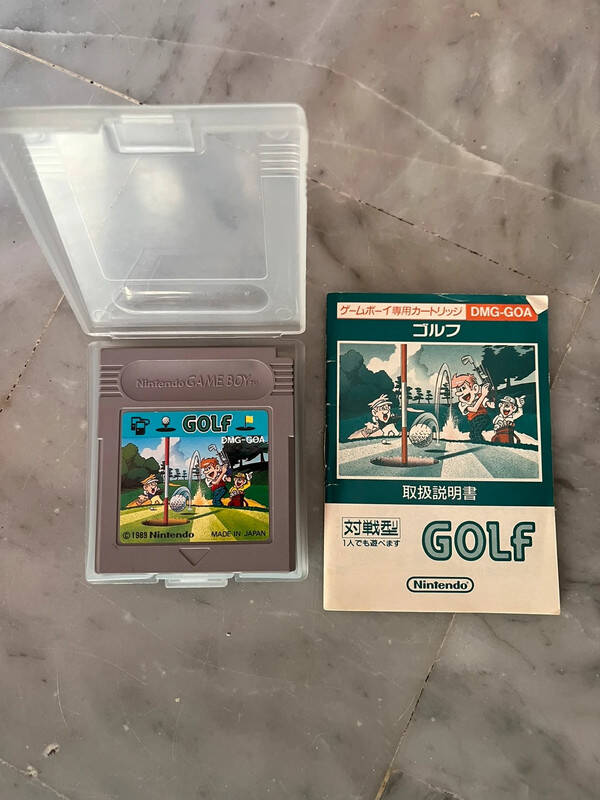 Nintendo GAME BOY TM
GOLF
DMG-GOA
©1989 Nintendo MADE IN JAPAN
ゲームボーイ専用カートリッジ DMG-GOA
ゴルフ
取扱説明書
対戦型
1人でも遊べます
GOLF
Nintendo